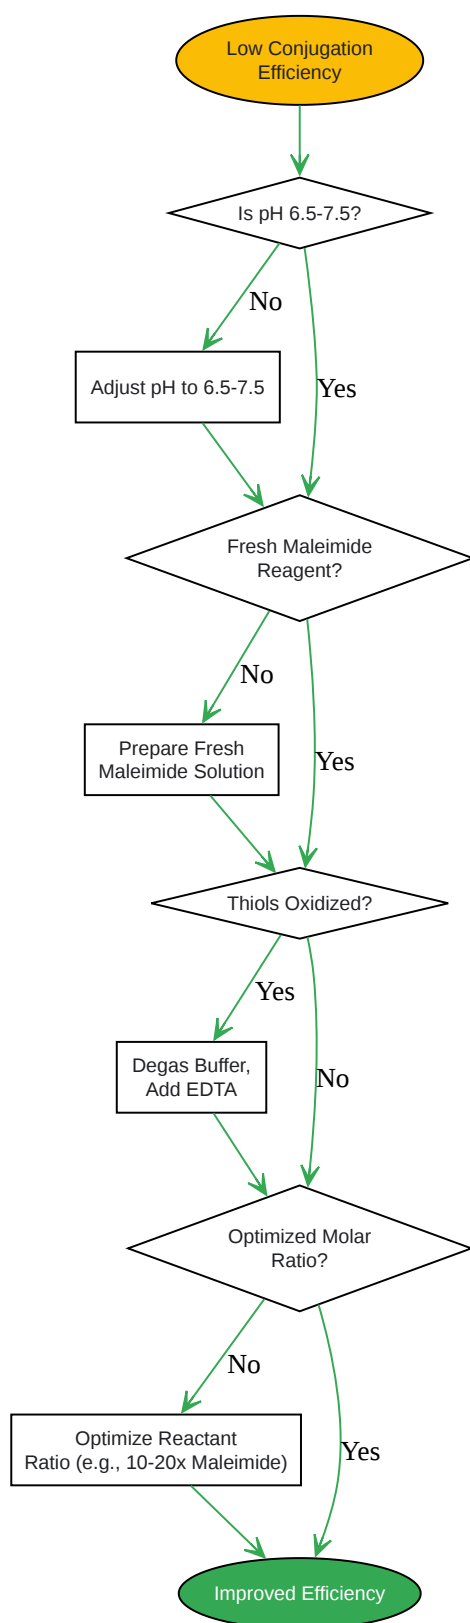 Low Conjugation
Efficiency
Is pH 6.5-7.5?
No
Adjust pH to 6.5-7.5
Yes
Fresh Maleimide
Reagent?
No
Prepare Fresh
Maleimide Solution
Yes
Thiols Oxidized?
Yes
Degas Buffer,
Add EDTA
No
Optimized Molar
Ratio?
No
Optimize Reactant
Ratio (e.g., 10-20x Maleimide)
Yes
Improved Efficiency